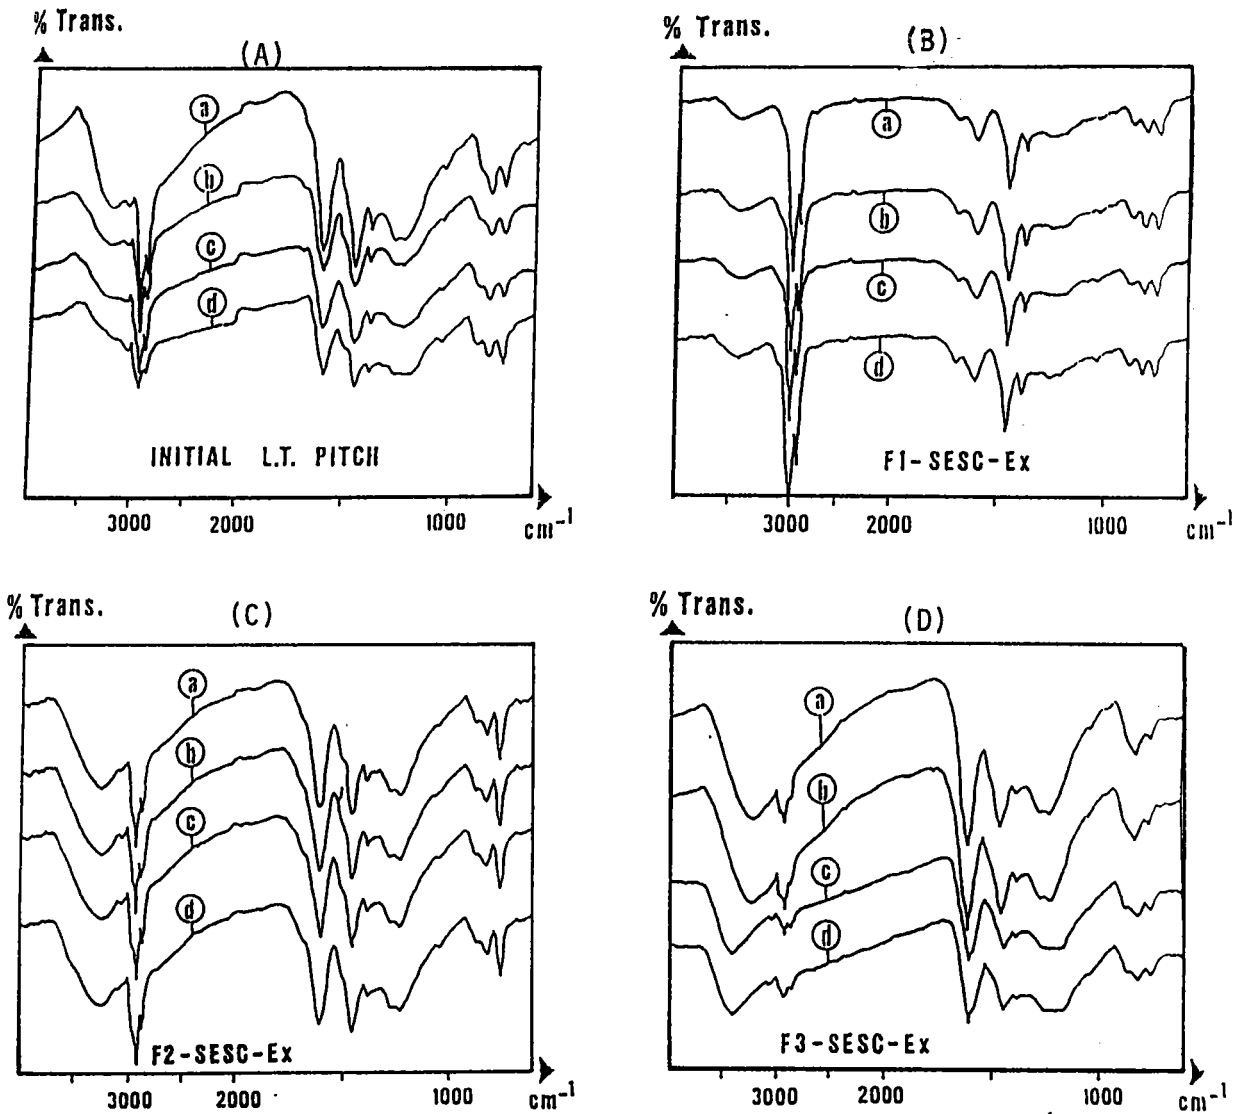 % Trans.
(A)
a
b
c
d
INITIAL L.T. PITCH
3000 2000 1000 cm-1
% Trans.
(B)
a
b
c
d
F1-SESC-Ex
3000 2000 1000 cm-1
% Trans.
(C)
a
b
c
d
F2-SESC-Ex
3000 2000 1000 cm-1
% Trans.
(D)
a
b
c
d
F3-SESC-Ex
3000 2000 1000 cm-1